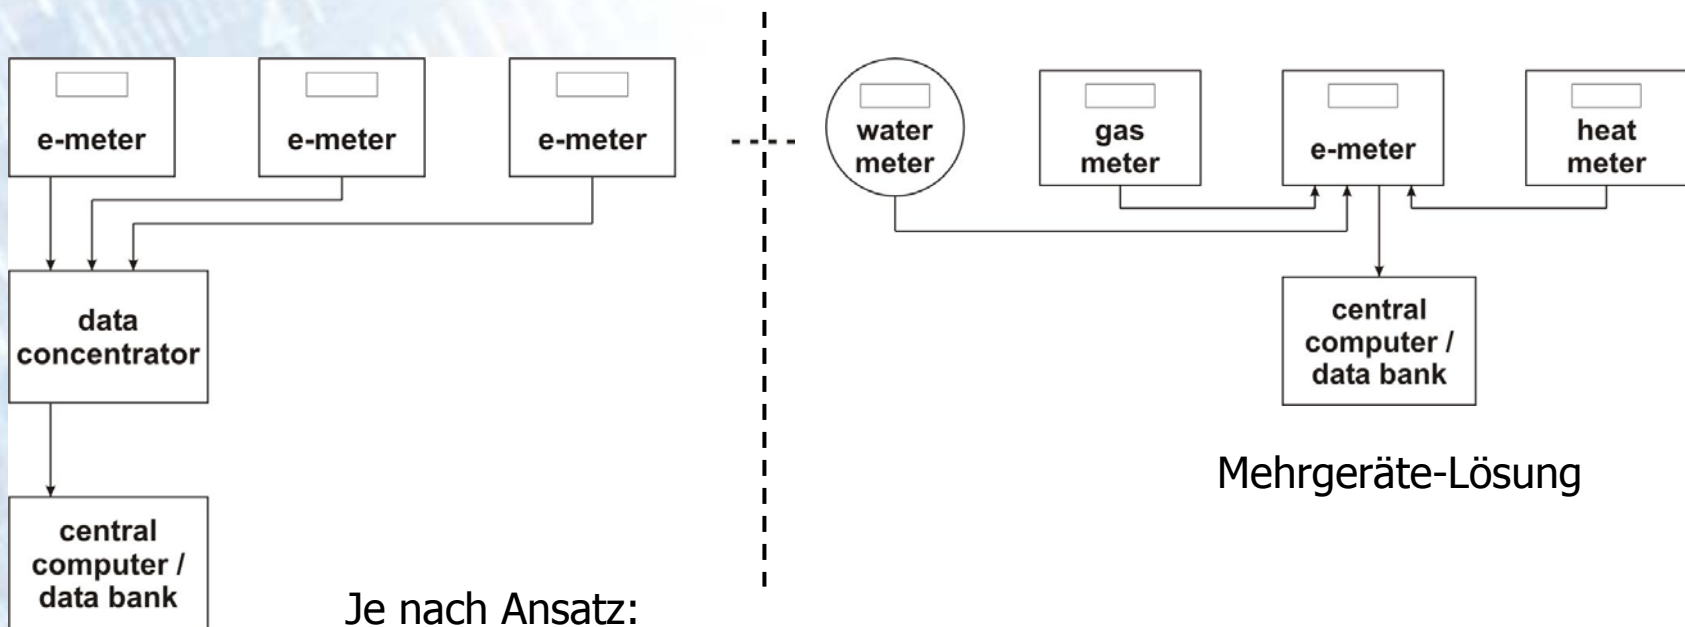 e-meter
e-meter
e-meter
data
concentrator
central
computer /
data bank
Je nach Ansatz:
water
meter
gas
meter
e-meter
heat
meter
central
computer /
data bank
Mehrgeräte-Lösung